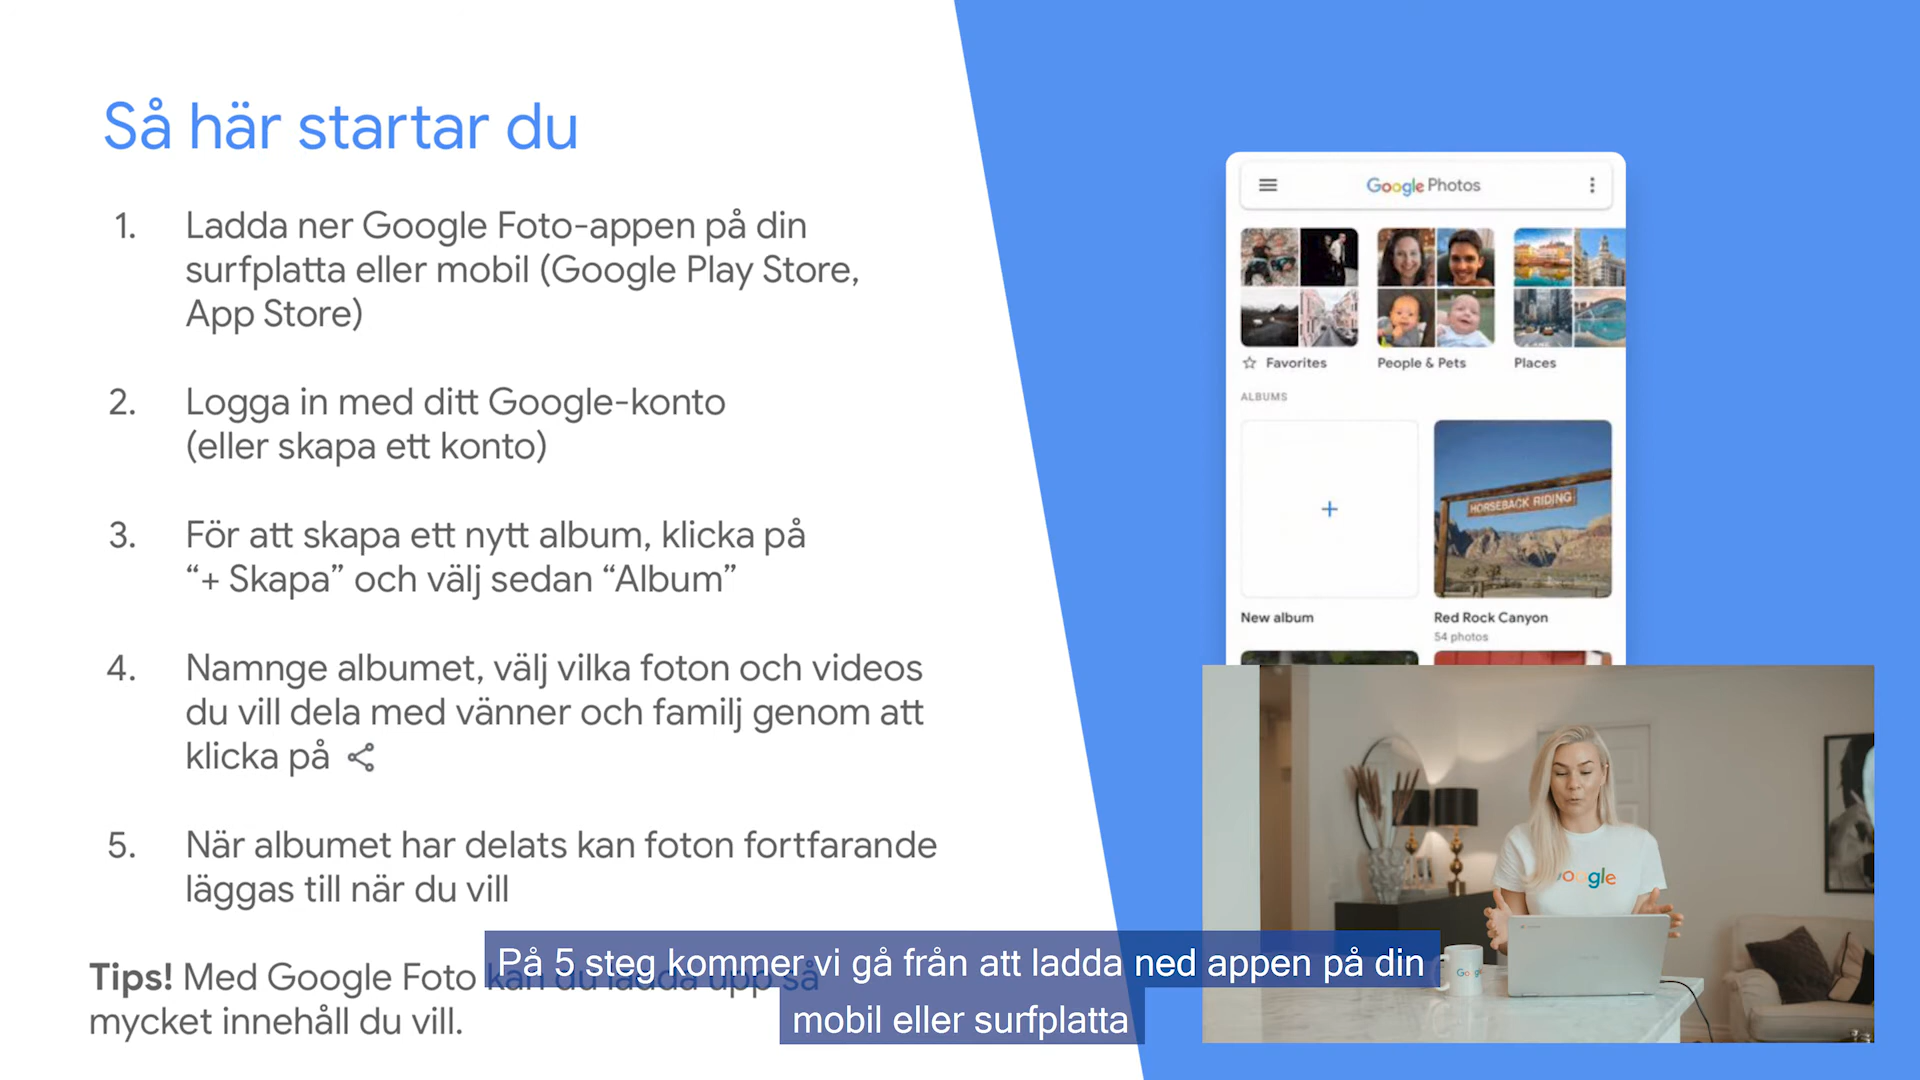 Så här startar du
1. Ladda ner Google Foto-appen på din
surfplatta eller mobil (Google Play Store,
App Store)
2. Logga in med ditt Google-konto
(eller skapa ett konto)
3. För att skapa ett nytt album, klicka på
“+ Skapa” och välj sedan “Album”
4. Namnge albumet, välj vilka foton och videos
du vill dela med vänner och familj genom att
klicka på
5. När albumet har delats kan foton fortfarande
läggas till när du vill
Tips! Med Google Foto kan du ladda upp så
mycket innehåll du vill.
Google Photos
Favorites
People & Pets
Places
ALBUMS
+
HORSEBACK RIDING
New album
Red Rock Canyon
54 photos
På 5 steg kommer vi gå från att ladda ned appen på din
mobil eller surfplatta